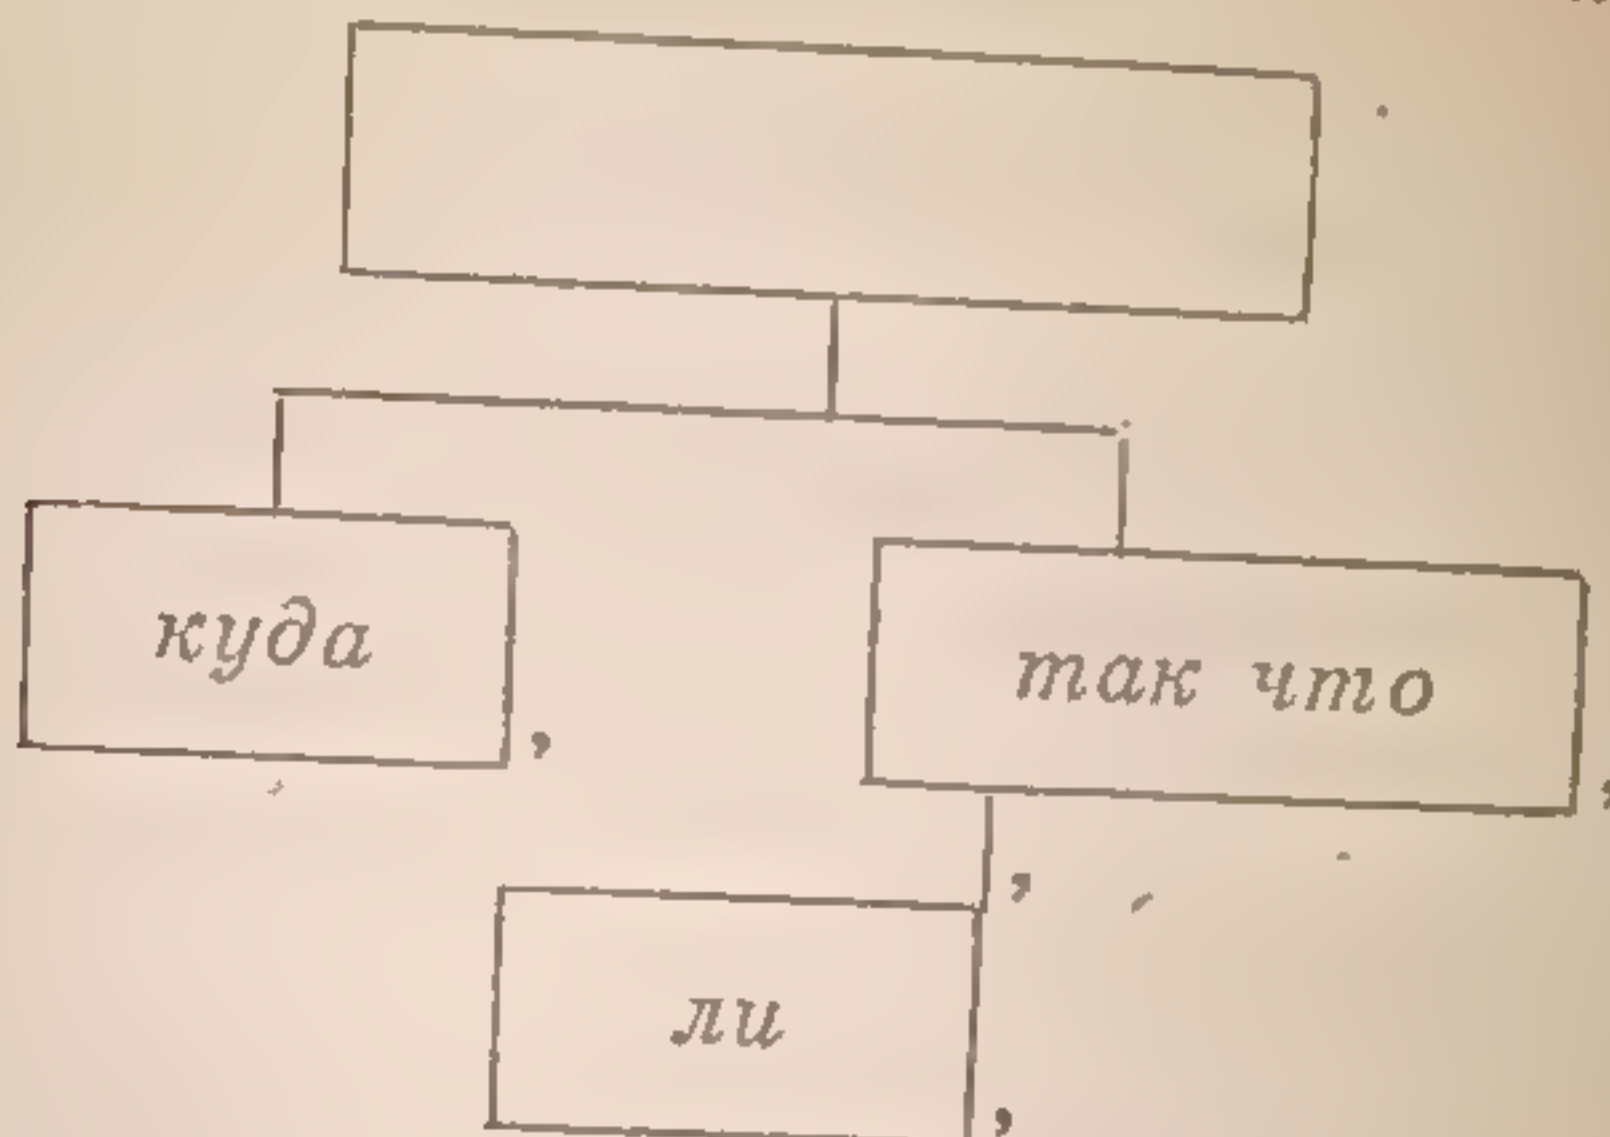 куда,
так что,
,
ли,